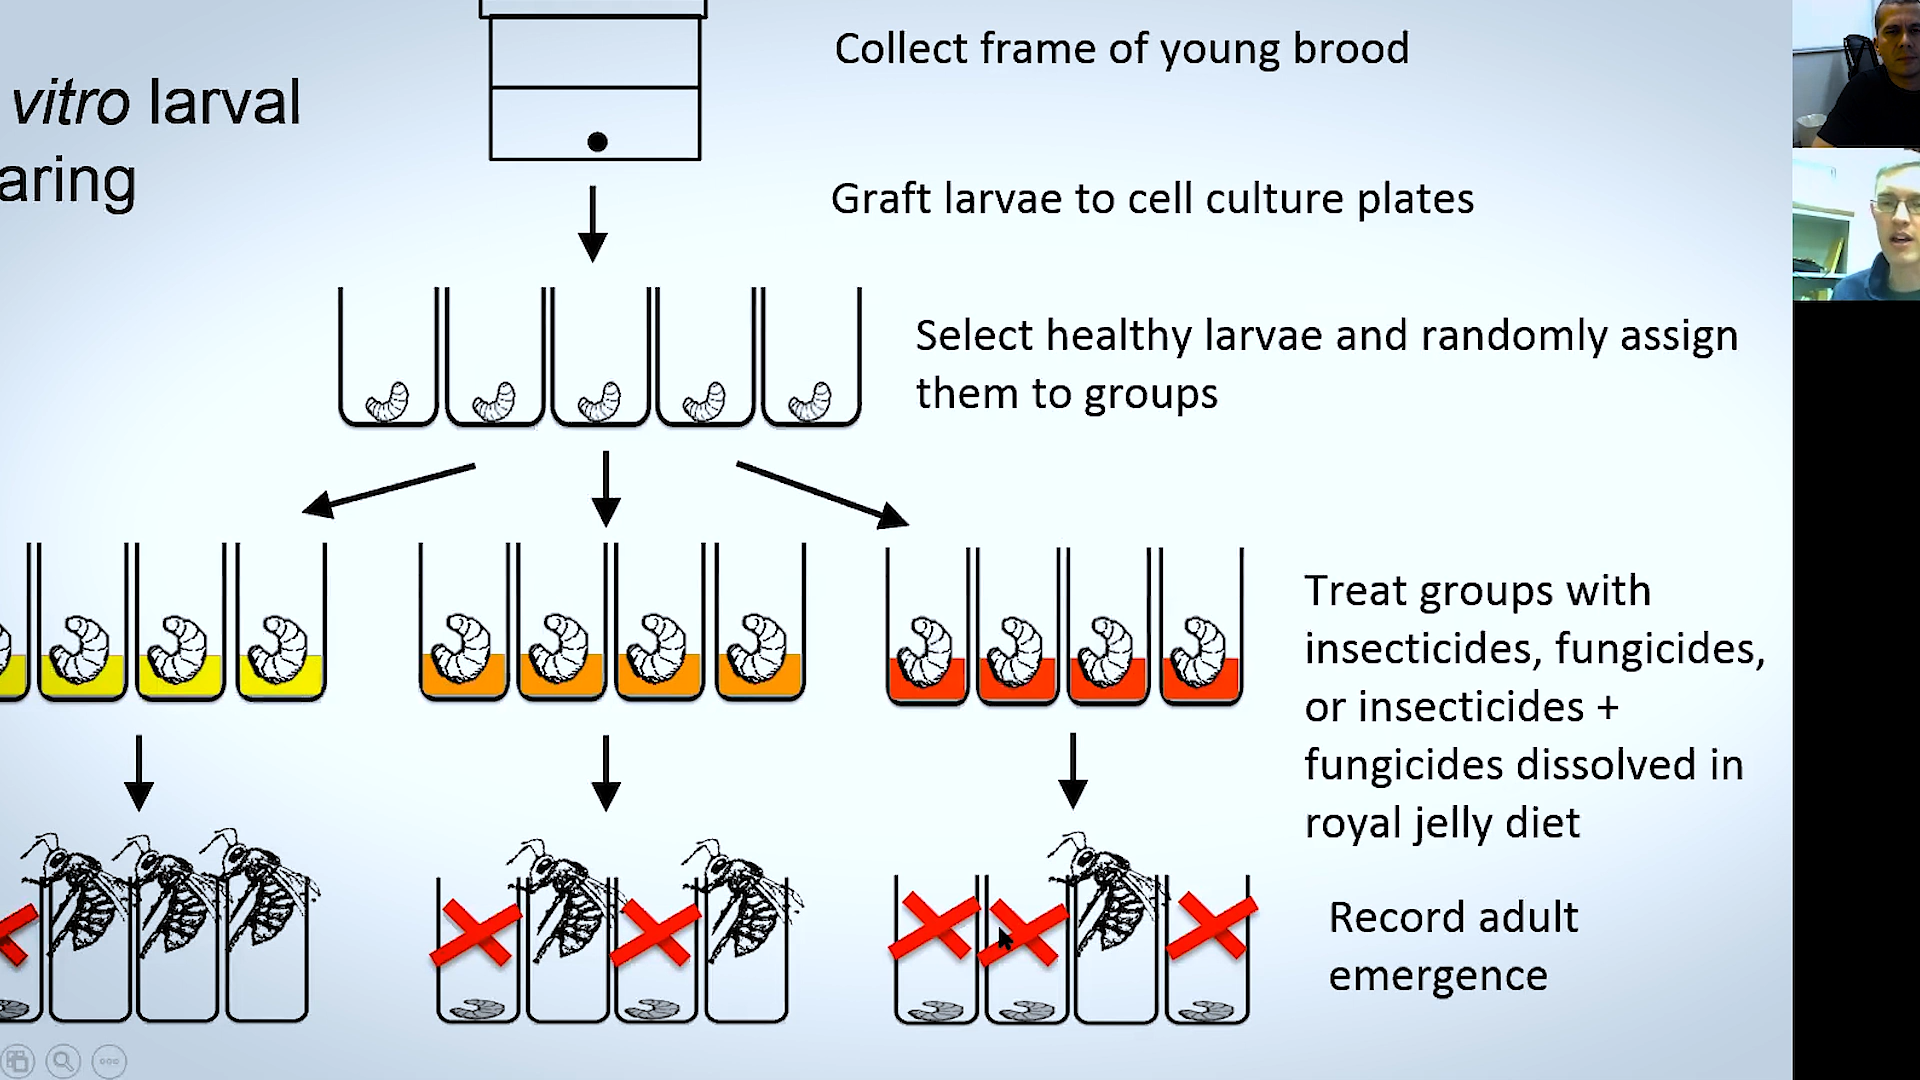 vitro larval
aring
Collect frame of young brood
Graft larvae to cell culture plates
Select healthy larvae and randomly assign
them to groups
Treat groups with
insecticides, fungicides,
or insecticides +
fungicides dissolved in
royal jelly diet
Record adult
emergence